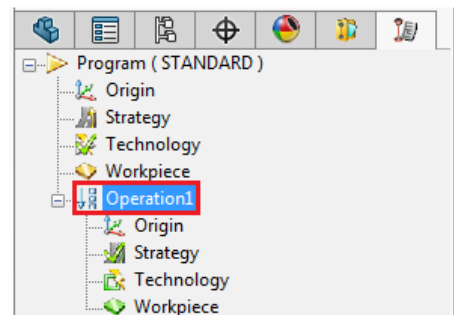 Program ( STANDARD )
Origin
Strategy
Technology
Workpiece
Operation1
Origin
Strategy
Technology
Workpiece